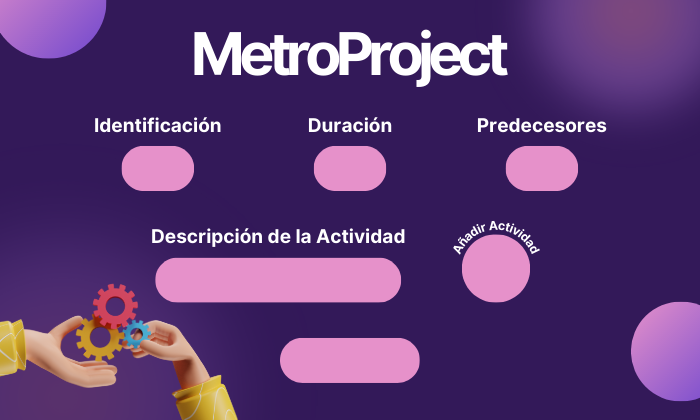 MetroProject
Identificación
Duración
Predecesores
Descripción de la Actividad
Añadir Actividad